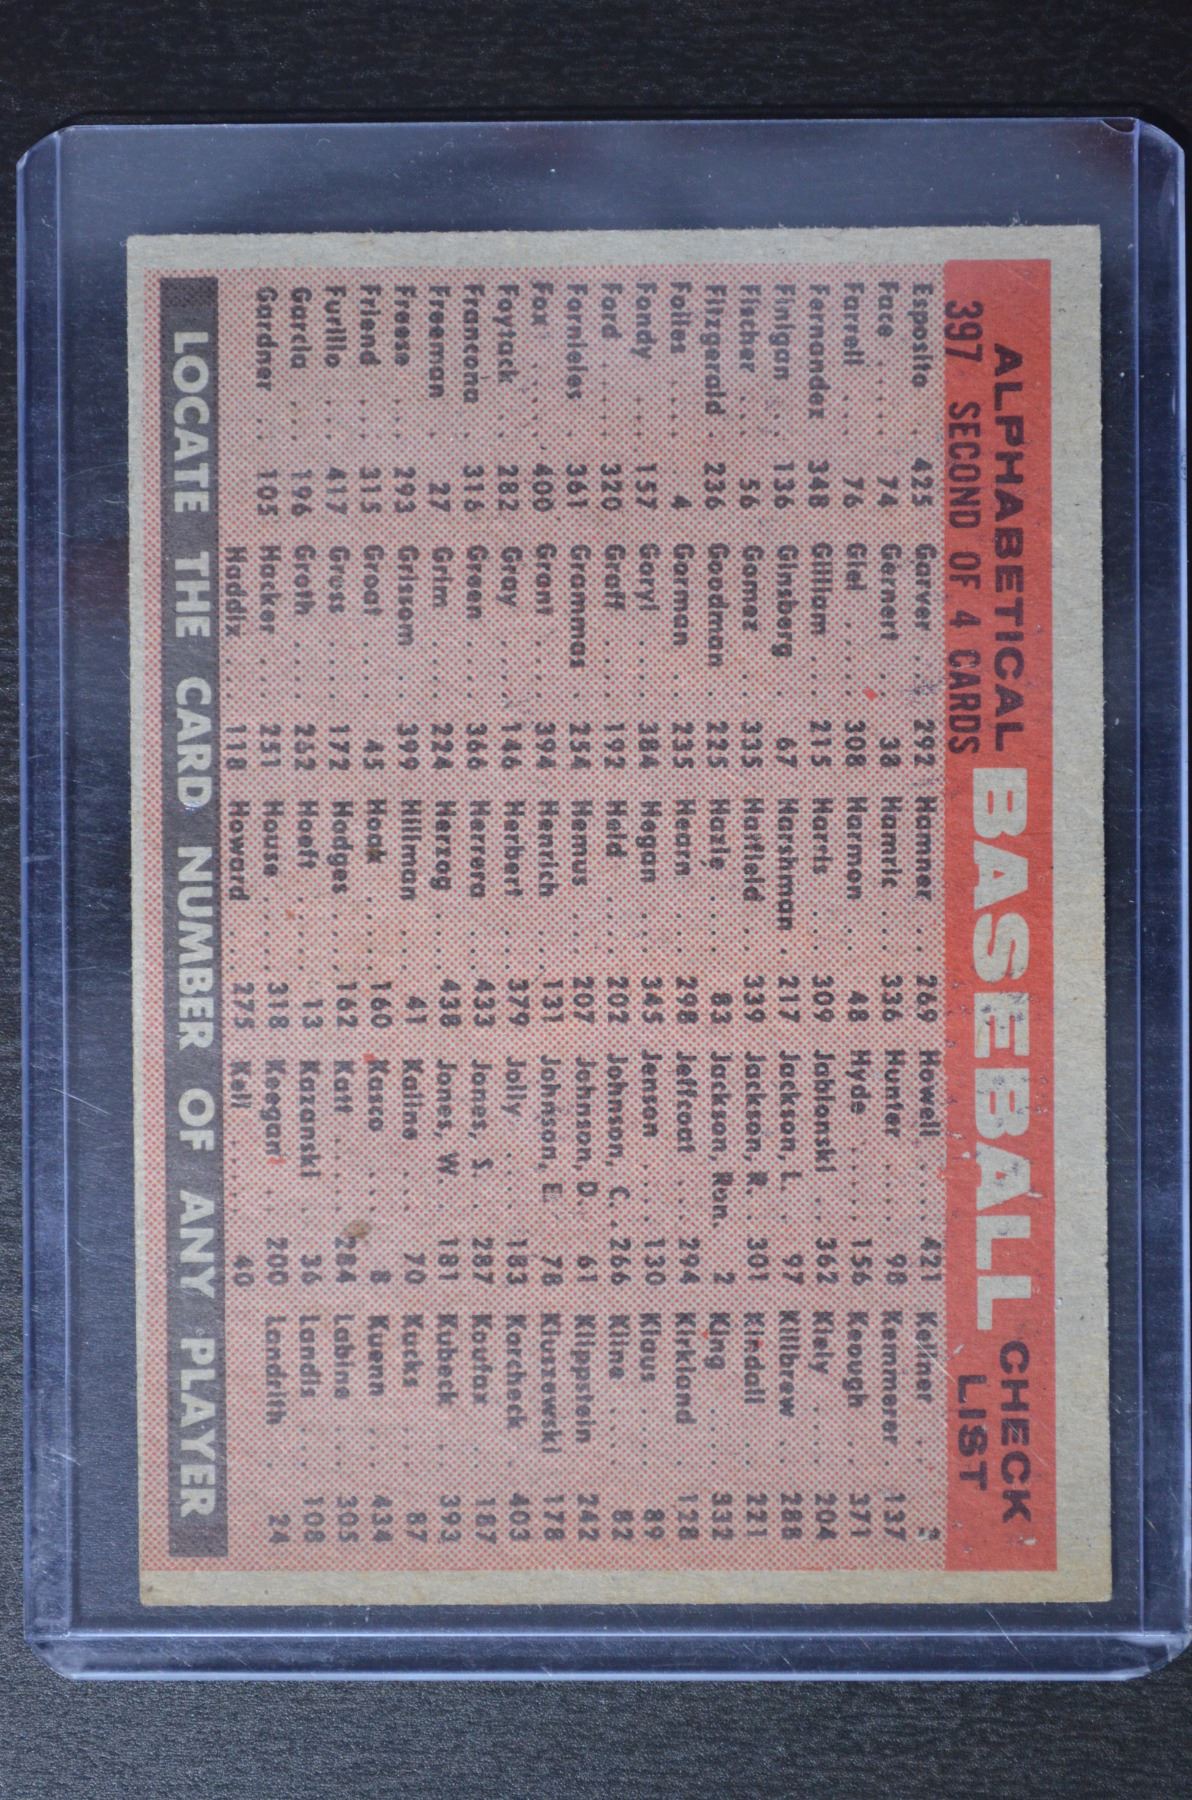 ALPHABETICAL BASEBALL CHECK LIST
397 SECOND OF 4 CARDS
Esposito . 425
Face . . . . . 74
Farrell . . . . 76
Fernandez 348
Finigan . . . 136
Fischer . . . 56
Fitzgerald . 236
Foiles . . . . 4
Fondy . . . . 157
Ford . . . . . 320
Fornieles . 361
Fox . . . . . 400
Foytack . . 282
Francona . 316
Freeman . . 27
Freese . . . 293
Friend . . . 315
Furillo . . . 417
Garcia . . . 196
Gardner . . 105
Garver . . . 292
Gernert . . . 38
Giel . . . . . 308
Gilliam . . . 215
Ginsberg . . 67
Gomez . . . 335
Goodman . . 225
Gorman . . . 235
Goryl . . . . 384
Graff . . . . 192
Grammas . . 254
Grant . . . . 394
Gray . . . . . 146
Green . . . . 366
Grim . . . . . 224
Grissom . . . 399
Groat . . . . 45
Gross . . . . 172
Groth . . . . 262
Hacker . . . 251
Haddix . . . 118
Hamner . . . 269
Hamric . . . 336
Harmon . . . 48
Harris . . . . 309
Harshman . 217
Hatfield . . . 339
Hazle . . . . 83
Hearn . . . . 298
Hegan . . . . 345
Held . . . . . 202
Hemus . . . . 207
Henrich . . . 131
Herbert . . . 379
Herrera . . . 433
Herzog . . . 438
Hillman . . . 41
Hoak . . . . . 160
Hodges . . . 162
Hoeft . . . . 13
House . . . . 318
Howard . . . 275
Howell . . . . 421
Hunter . . . . 98
Hyde . . . . . 156
Jablonski . . 362
Jackson, L. . 97
Jackson, R. . 301
Jackson, Ron. 2
Jeffcoat . . . 294
Jenson . . . . 130
Johnson, C. . 266
Johnson, D. 61
Johnson, E. 78
Jolly . . . . . 183
Jones, S. . . 287
Jones, W. . 181
Kaline . . . . 70
Kasco . . . . 8
Katt . . . . . 284
Kazanski . . 36
Keegan . . . 200
Kell . . . . . 40
Kellner . . .
Kemmerer . 137
Keough . . . 371
Kiely . . . . 204
Killbrew . . 288
Kindall . . . 221
King . . . . . 332
Kirkland . . 128
Klaus . . . . 89
Kline . . . . 82
Klippstein . 242
Kluszewski 178
Korcheck . . 403
Koufax . . . 187
Kubeck . . . 393
Kucks . . . . 87
Kuenn . . . . 434
Labine . . . 305
Landis . . . 108
Landrith . . 24
LOCATE THE CARD NUMBER OF ANY PLAYER